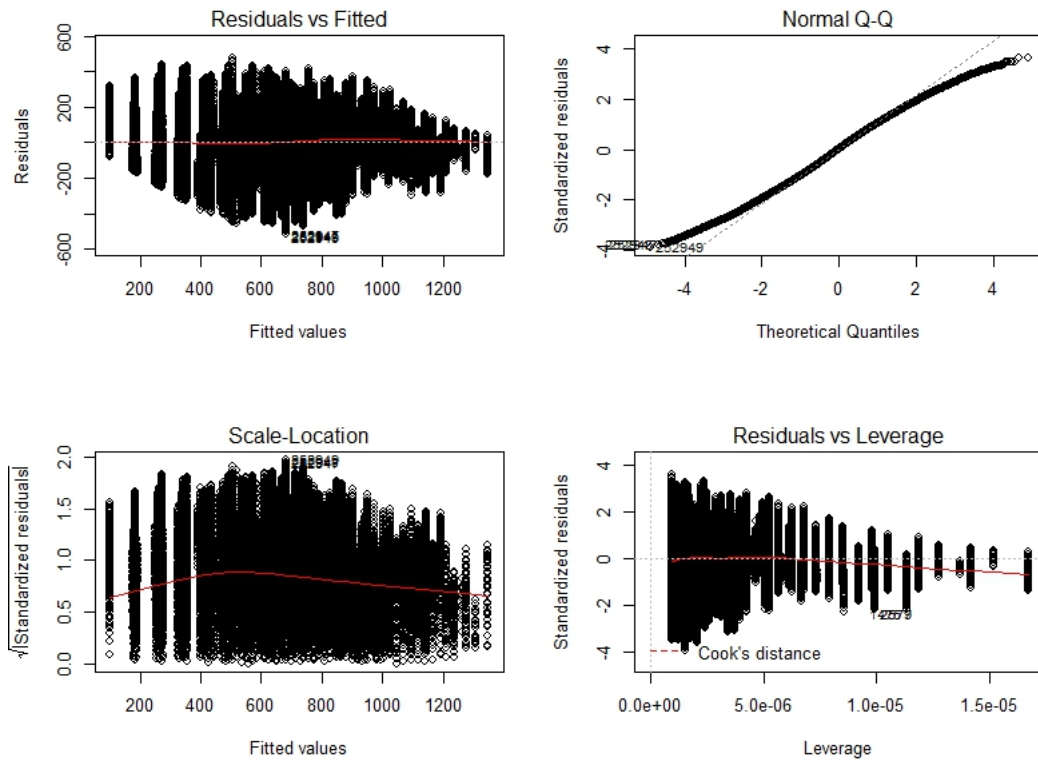 Residuals vs Fitted
Residuals
600
200
-200
-600
200
400
600
800
1000
1200
Fitted values
Normal Q-Q
Standardized residuals
4
2
0
-2
-4
252949
-4
-2
0
2
4
Theoretical Quantiles
Scale-Location
√|Standardized residuals|
2.0
1.5
1.0
0.5
0.0
200
400
600
800
1000
1200
Fitted values
Residuals vs Leverage
Standardized residuals
4
2
0
-2
-4
Cook's distance
0.0e+00
5.0e-06
1.0e-05
1.5e-05
Leverage